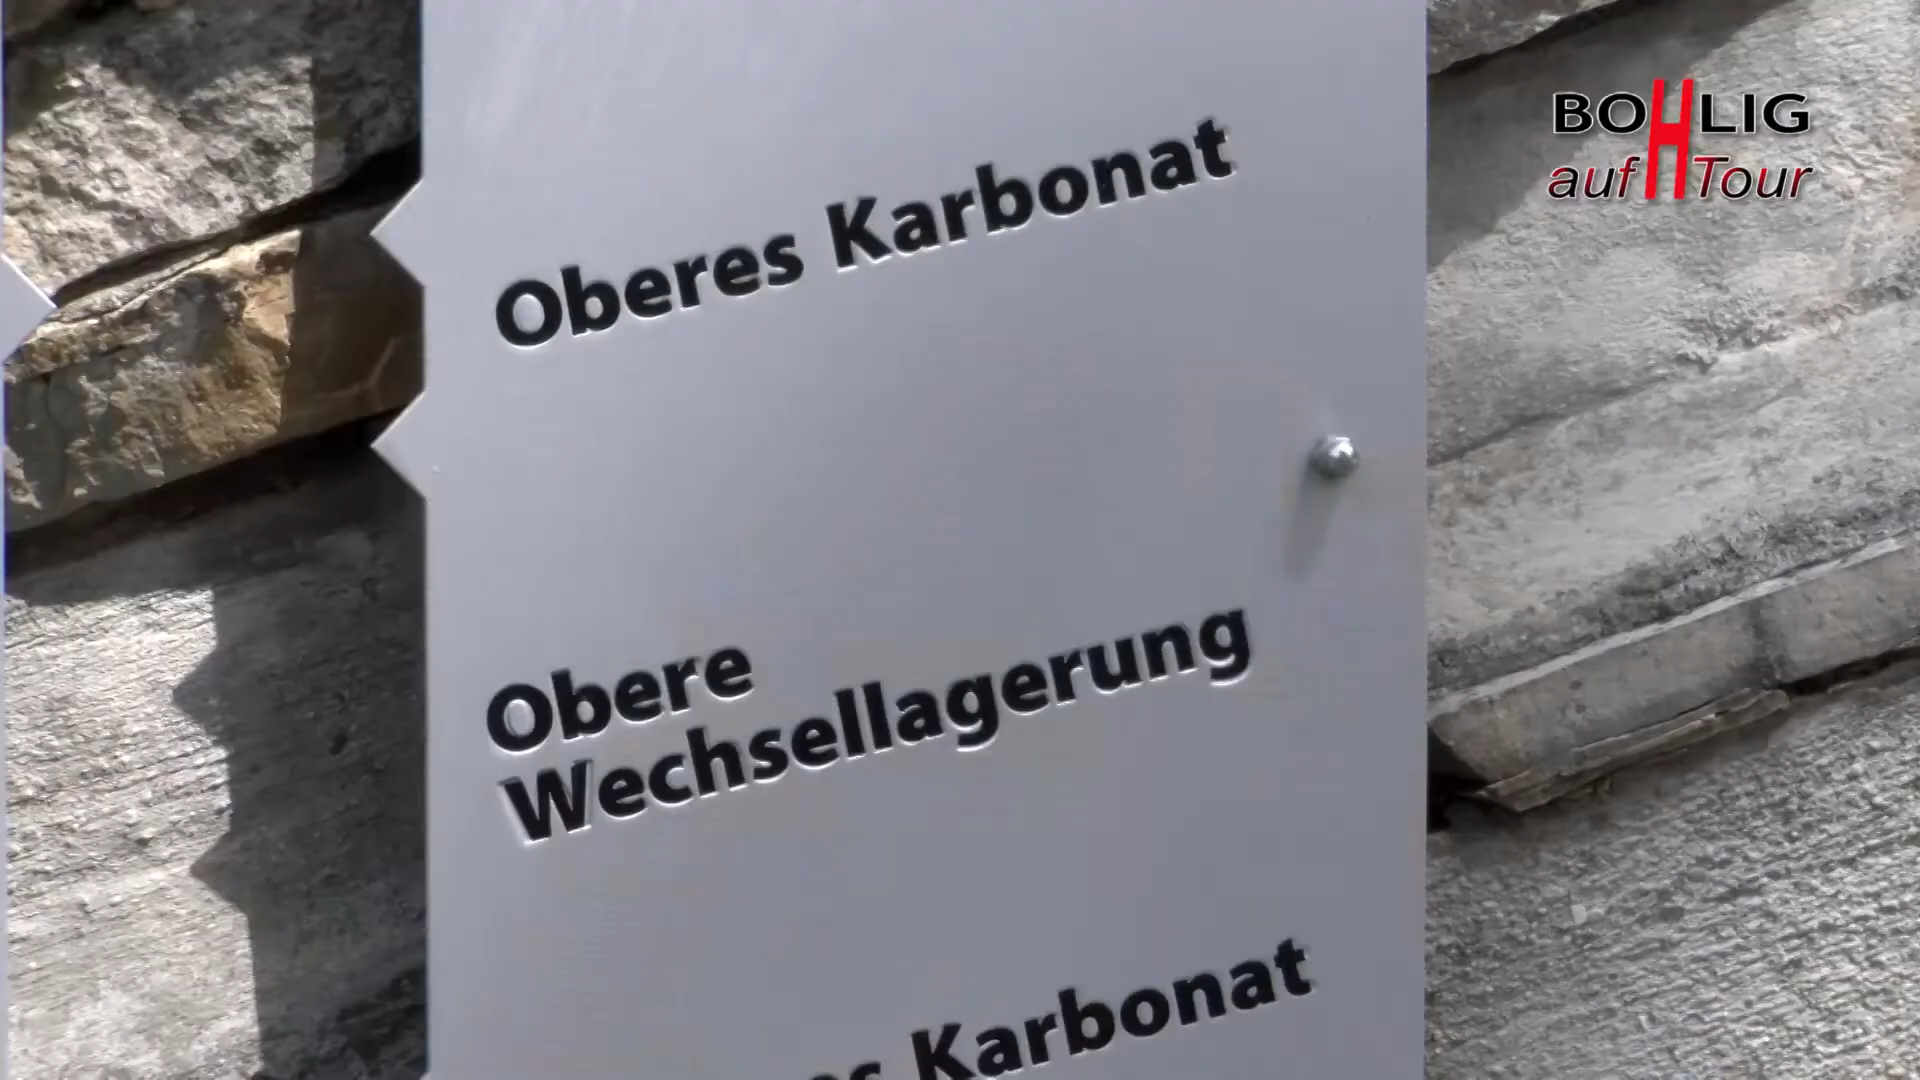 BOHLIG
auf Tour
Oberes Karbonat
Obere
Wechsellagerung
Karbonat